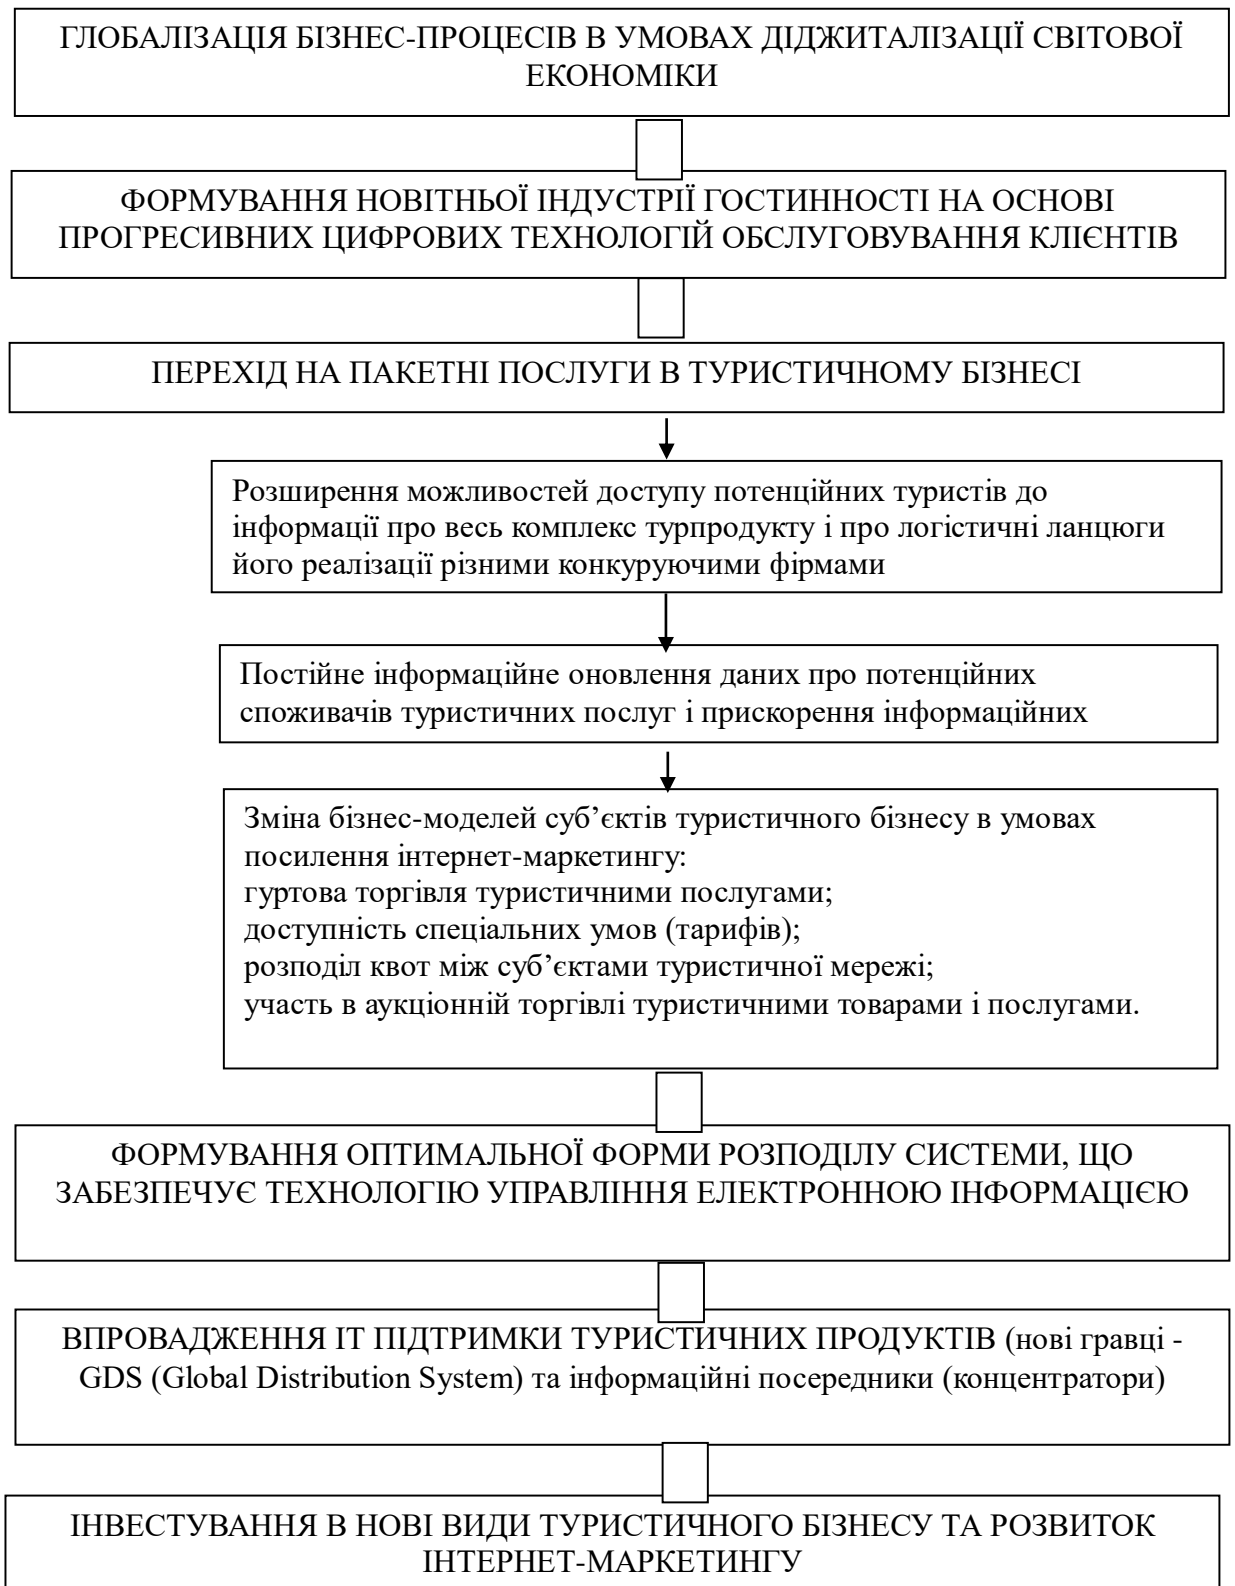 ГЛОБАЛІЗАЦІЯ БІЗНЕС-ПРОЦЕСІВ В УМОВАХ ДІДЖИТАЛІЗАЦІЇ СВІТОВОЇ
ЕКОНОМІКИ
ФОРМУВАННЯ НОВІТНЬОЇ ІНДУСТРІЇ ГОСТИННОСТІ НА ОСНОВІ
ПРОГРЕСИВНИХ ЦИФРОВИХ ТЕХНОЛОГІЙ ОБСЛУГОВУВАННЯ КЛІЄНТІВ
ПЕРЕХІД НА ПАКЕТНІ ПОСЛУГИ В ТУРИСТИЧНОМУ БІЗНЕСІ
Розширення можливостей доступу потенційних туристів до
інформації про весь комплекс турпродукту і про логістичні ланцюги
його реалізації різними конкуруючими фірмами
Постійне інформаційне оновлення даних про потенційних
споживачів туристичних послуг і прискорення інформаційних
Зміна бізнес-моделей суб’єктів туристичного бізнесу в умовах
посилення інтернет-маркетингу:
гуртова торгівля туристичними послугами;
доступність спеціальних умов (тарифів);
розподіл квот між суб’єктами туристичної мережі;
участь в аукціонній торгівлі туристичними товарами і послугами.
ФОРМУВАННЯ ОПТИМАЛЬНОЇ ФОРМИ РОЗПОДІЛУ СИСТЕМИ, ЩО
ЗАБЕЗПЕЧУЄ ТЕХНОЛОГІЮ УПРАВЛІННЯ ЕЛЕКТРОННОЮ ІНФОРМАЦІЄЮ
ВПРОВАДЖЕННЯ ІТ ПІДТРИМКИ ТУРИСТИЧНИХ ПРОДУКТІВ (нові гравці -
GDS (Global Distribution System) та інформаційні посередники (концентратори)
ІНВЕСТУВАННЯ В НОВІ ВИДИ ТУРИСТИЧНОГО БІЗНЕСУ ТА РОЗВИТОК
ІНТЕРНЕТ-МАРКЕТИНГУ